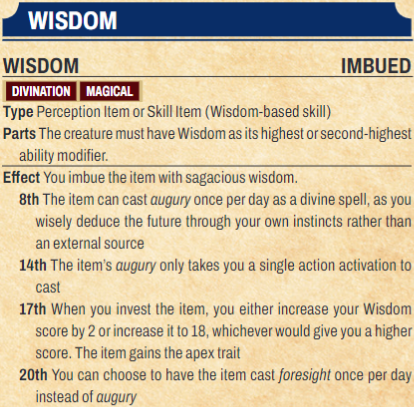 WISDOM
WISDOM IMBUED
DIVINATION MAGICAL
Type Perception Item or Skill Item (Wisdom-based skill)
Parts The creature must have Wisdom as its highest or second-highest
ability modifier.
Effect You imbue the item with sagacious wisdom.
8th The item can cast augury once per day as a divine spell, as you
wisely deduce the future through your own instincts rather than
an external source
14th The item's augury only takes you a single action activation to
cast
17th When you invest the item, you either increase your Wisdom
score by 2 or increase it to 18, whichever would give you a higher
score. The item gains the apex trait
20th You can choose to have the item cast foresight once per day
instead of augury